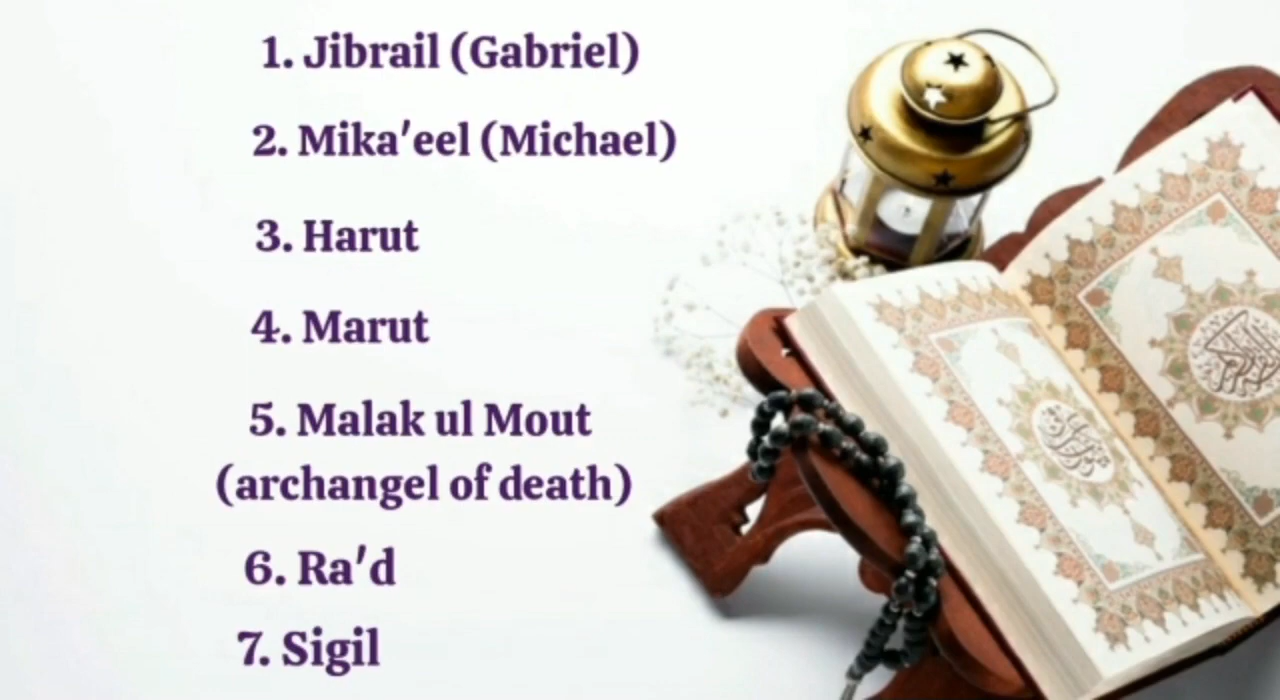 1. Jibrail (Gabriel)
2. Mika'eel (Michael)
3. Harut
4. Marut
5. Malak ul Mout
(archangel of death)
6. Ra'd
7. Sigil